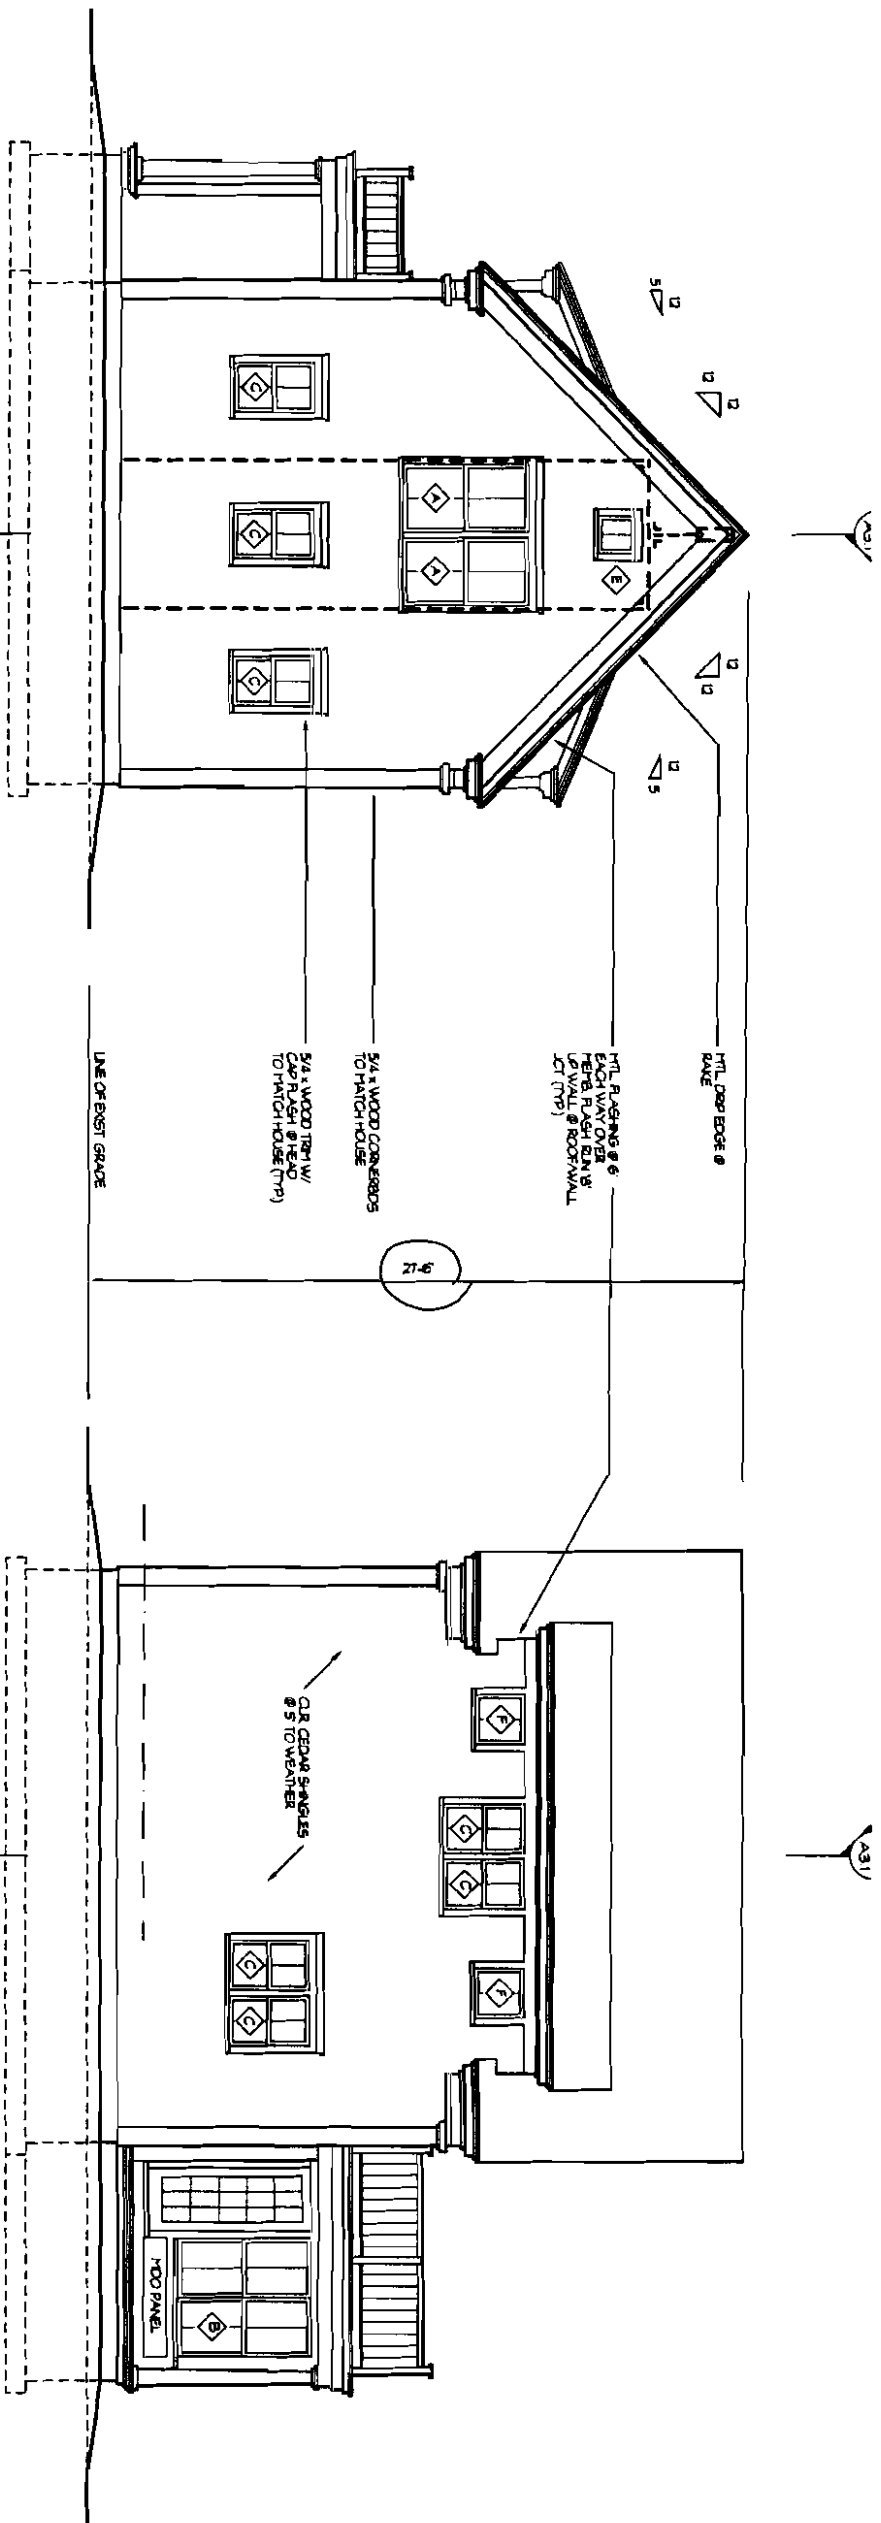 A3.1
5
12
12
12
12
12
12
5
C
C
C
A
A
E
MTL DRIP EDGE @
RAKE
MTL FLASHING @ 6"
EACH WAY OVER
MEMB. FLASH RUN 18"
UP WALL @ ROOF/WALL
JCT (TYP)
5/4 x WOOD CORNERBDS
TO MATCH HOUSE
5/4 x WOOD TRIM W/
CAP FLASH @ HEAD
TO MATCH HOUSE (TYP)
LINE OF EXIST GRADE
A3.1
F
C
C
F
CLR CEDAR SHINGLES
@ 5" TO WEATHER
C
C
B
MDO PANEL